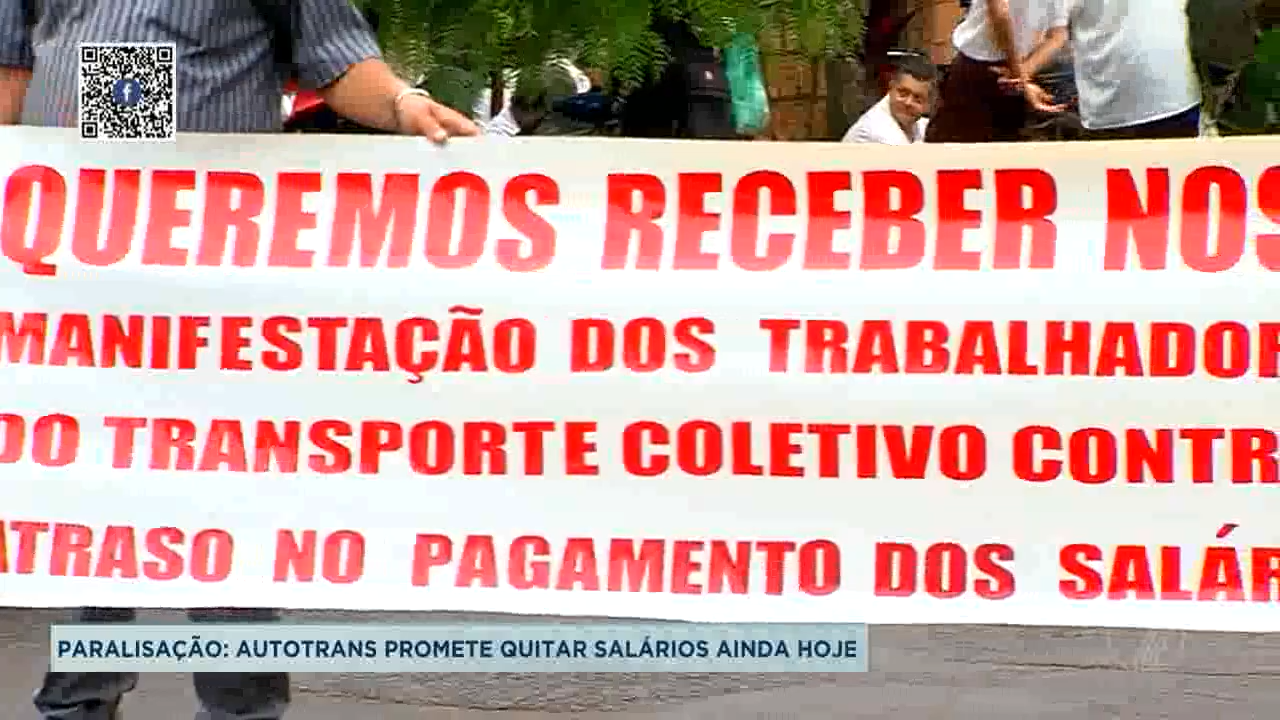 QUEREMOS RECEBER NOS
MANIFESTAÇÃO DOS TRABALHADOR
DO TRANSPORTE COLETIVO CONTR
ATRASO NO PAGAMENTO DOS SALÁR
PARALISAÇÃO: AUTOTRANS PROMETE QUITAR SALÁRIOS AINDA HOJE